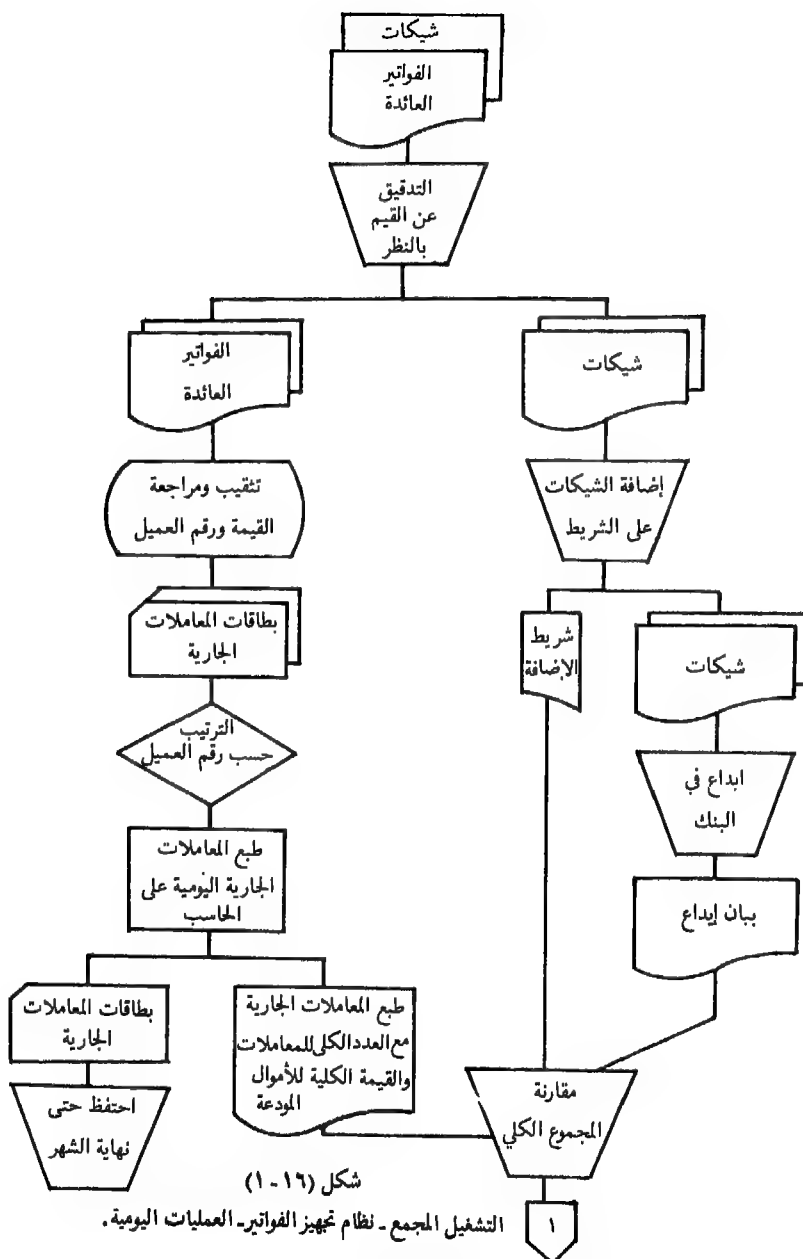 شيكات
الفواتير
العائدة
التدقيق
عن القيم
بالنظر
الفواتير
العائدة
شيكات
تثقيب ومراجعة
القيمة ورقم العميل
إضافة الشيكات
على الشريط
بطاقات المعاملات
الجارية
شريط
الإضافة
شيكات
الترتيب
حسب رقم العميل
ابداع في
البنك
طبع المعاملات
الجارية اليومية على
الحاسب
ببان إيداع
بطاقات المعاملات
الجارية
طبع المعاملات الجارية
مع العدد الكلى للمعاملات
والقيمة الكلية للأموال
المودعة
احتفظ حتى
نهاية الشهر
مقارنة
المجموع الكلي
شكل (١٦-١)
١
التشغيل المجمع - نظام تجهيز الفواتير - العمليات اليومية.